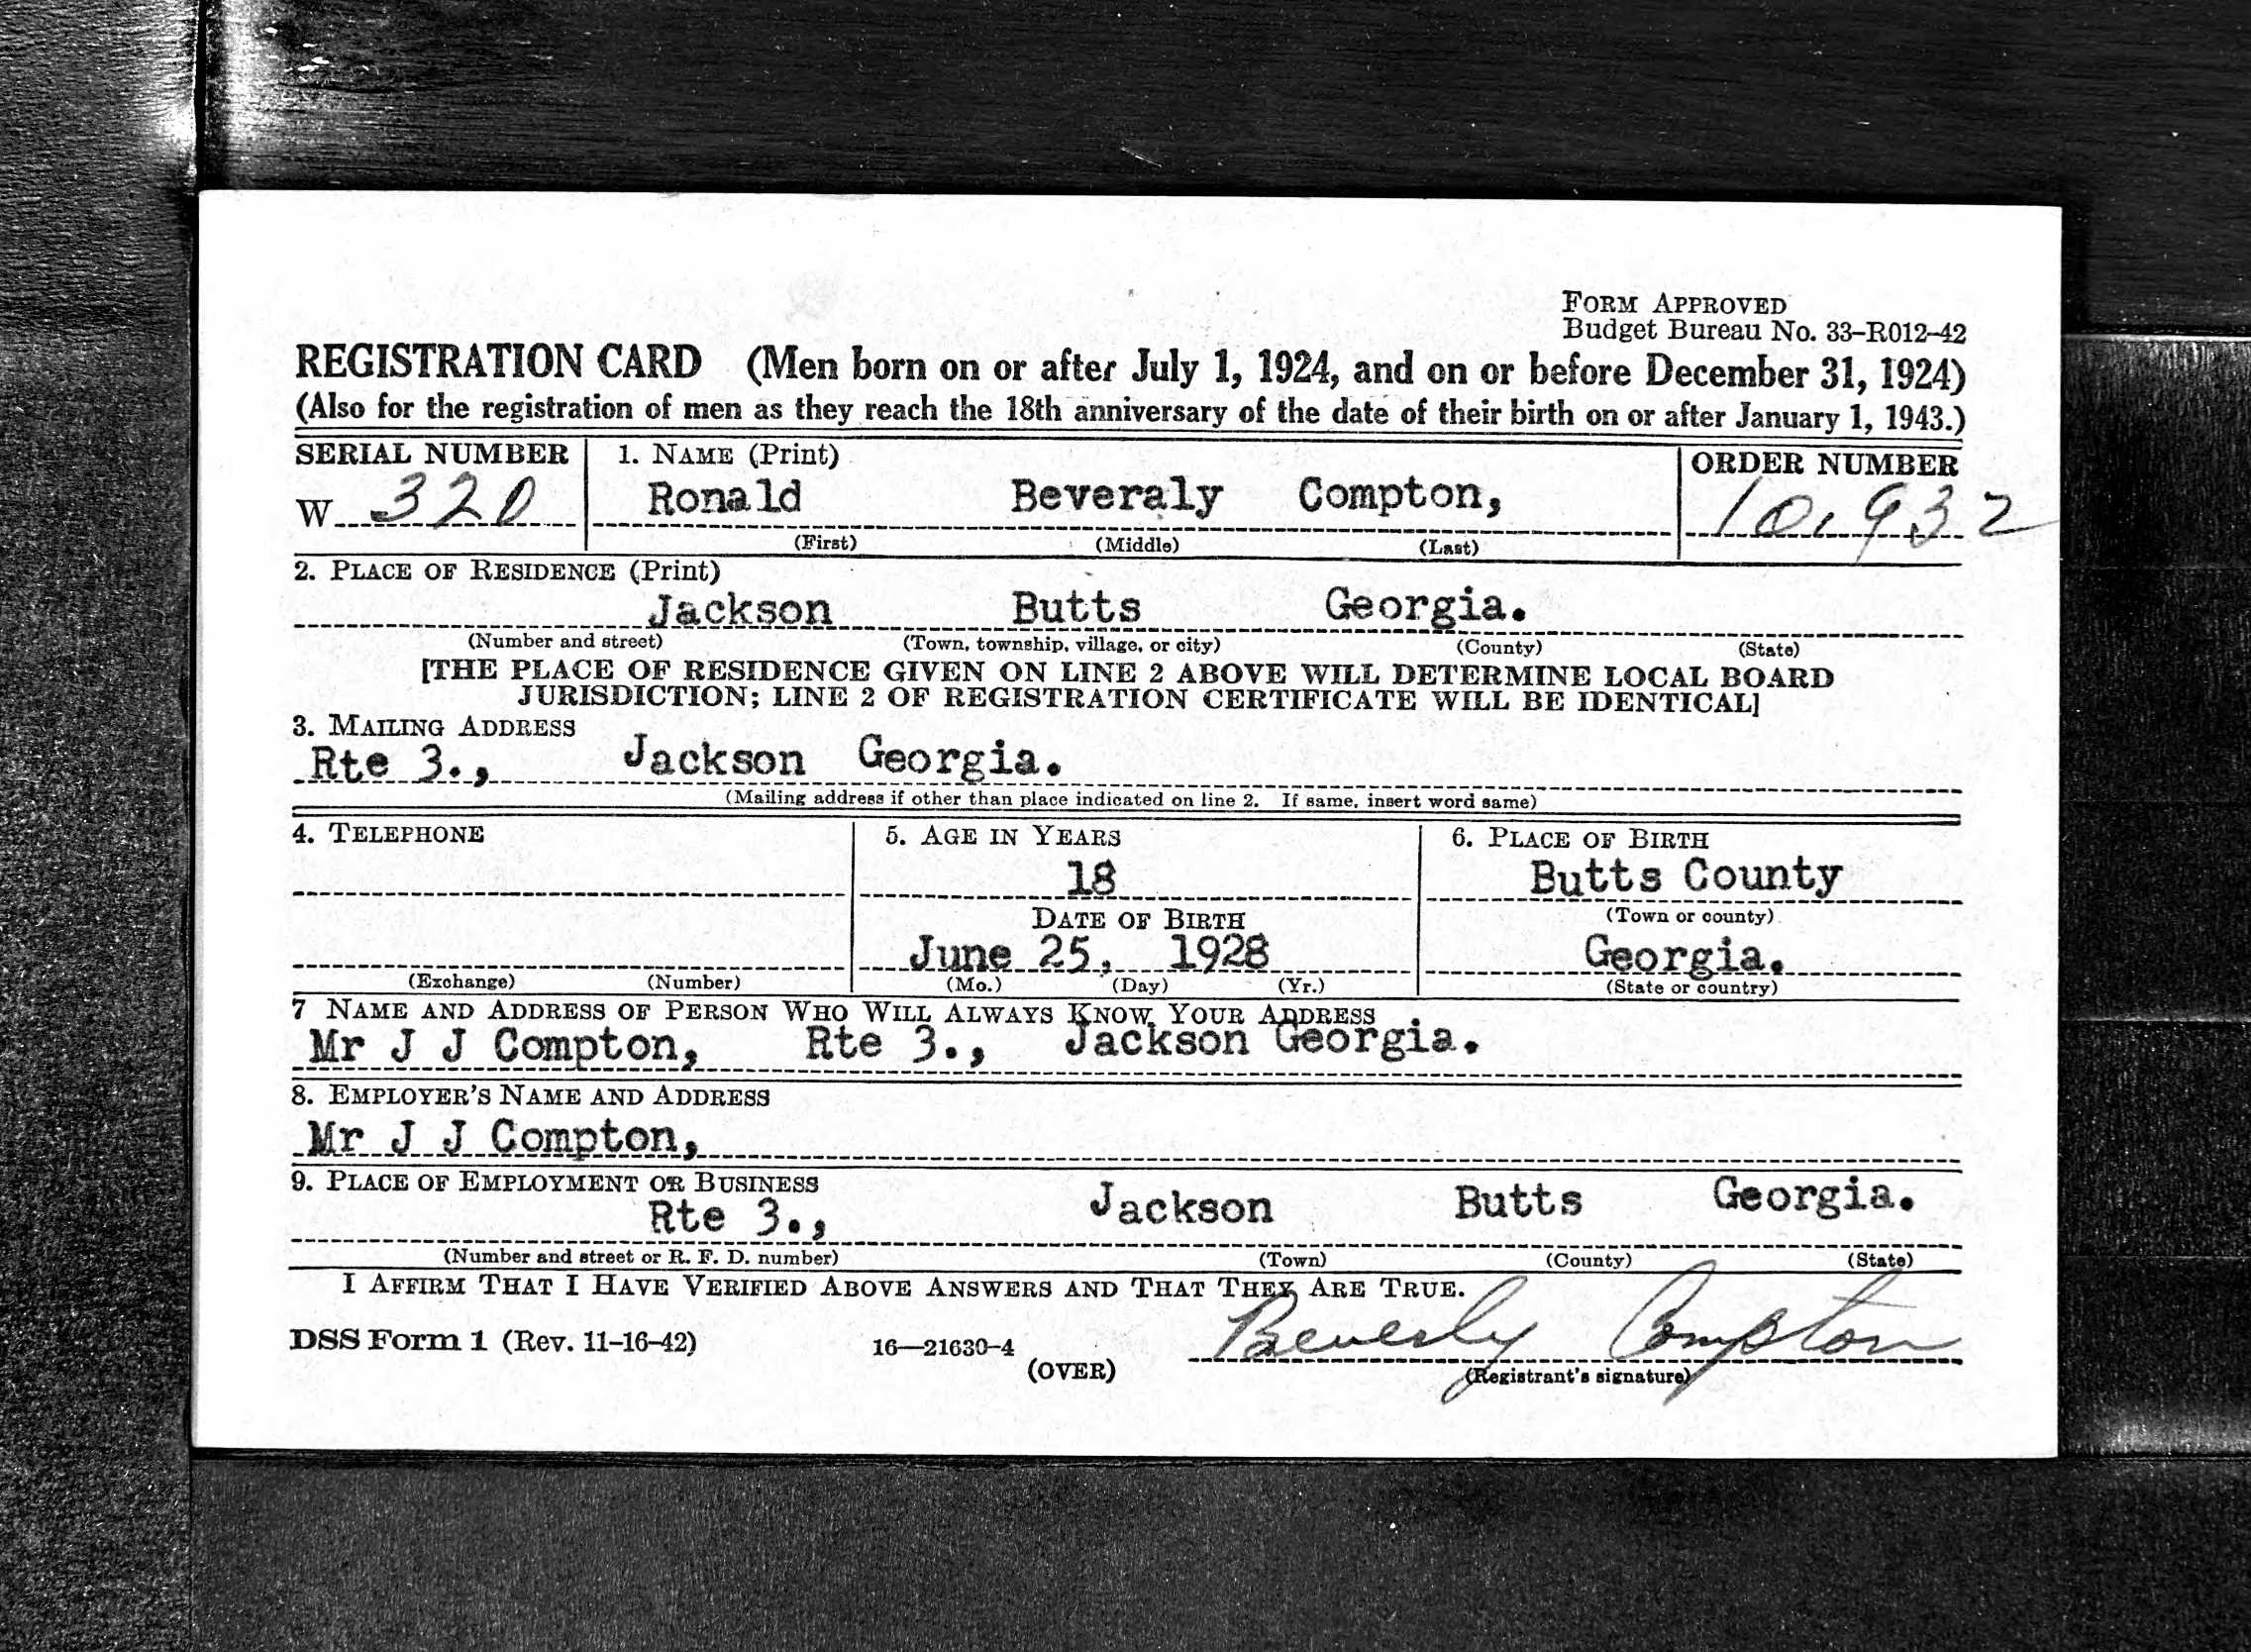 FORM APPROVED
Budget Bureau No. 33–R012–42
REGISTRATION CARD (Men born on or after July 1, 1924, and on or before December 31, 1924)
(Also for the registration of men as they reach the 18th anniversary of the date of their birth on or after January 1, 1943.)
SERIAL NUMBER 1. NAME (Print) ORDER NUMBER
W 320 Ronald Beveraly Compton, 10,932
(First) (Middle) (Last)
2. PLACE OF RESIDENCE (Print)
Jackson Butts Georgia.
(Number and street) (Town, township, village, or city) (County) (State)
[THE PLACE OF RESIDENCE GIVEN ON LINE 2 ABOVE WILL DETERMINE LOCAL BOARD
JURISDICTION; LINE 2 OF REGISTRATION CERTIFICATE WILL BE IDENTICAL]
3. MAILING ADDRESS
Rte 3., Jackson Georgia.
(Mailing address if other than place indicated on line 2. If same, insert word same)
4. TELEPHONE 5. AGE IN YEARS 6. PLACE OF BIRTH
18 Butts County
DATE OF BIRTH (Town or county)
June 25, 1928 Georgia.
(Exchange) (Number) (Mo.) (Day) (Yr.) (State or country)
7 NAME AND ADDRESS OF PERSON WHO WILL ALWAYS KNOW YOUR ADDRESS
Mr J J Compton, Rte 3., Jackson Georgia.
8. EMPLOYER'S NAME AND ADDRESS
Mr J J Compton,
9. PLACE OF EMPLOYMENT OR BUSINESS
Rte 3., Jackson Butts Georgia.
(Number and street or R. F. D. number) (Town) (County) (State)
I AFFIRM THAT I HAVE VERIFIED ABOVE ANSWERS AND THAT THEY ARE TRUE.
DSS Form 1 (Rev. 11–16–42) 16—21630–4 Beverly Compton
(OVER) (Registrant's signature)